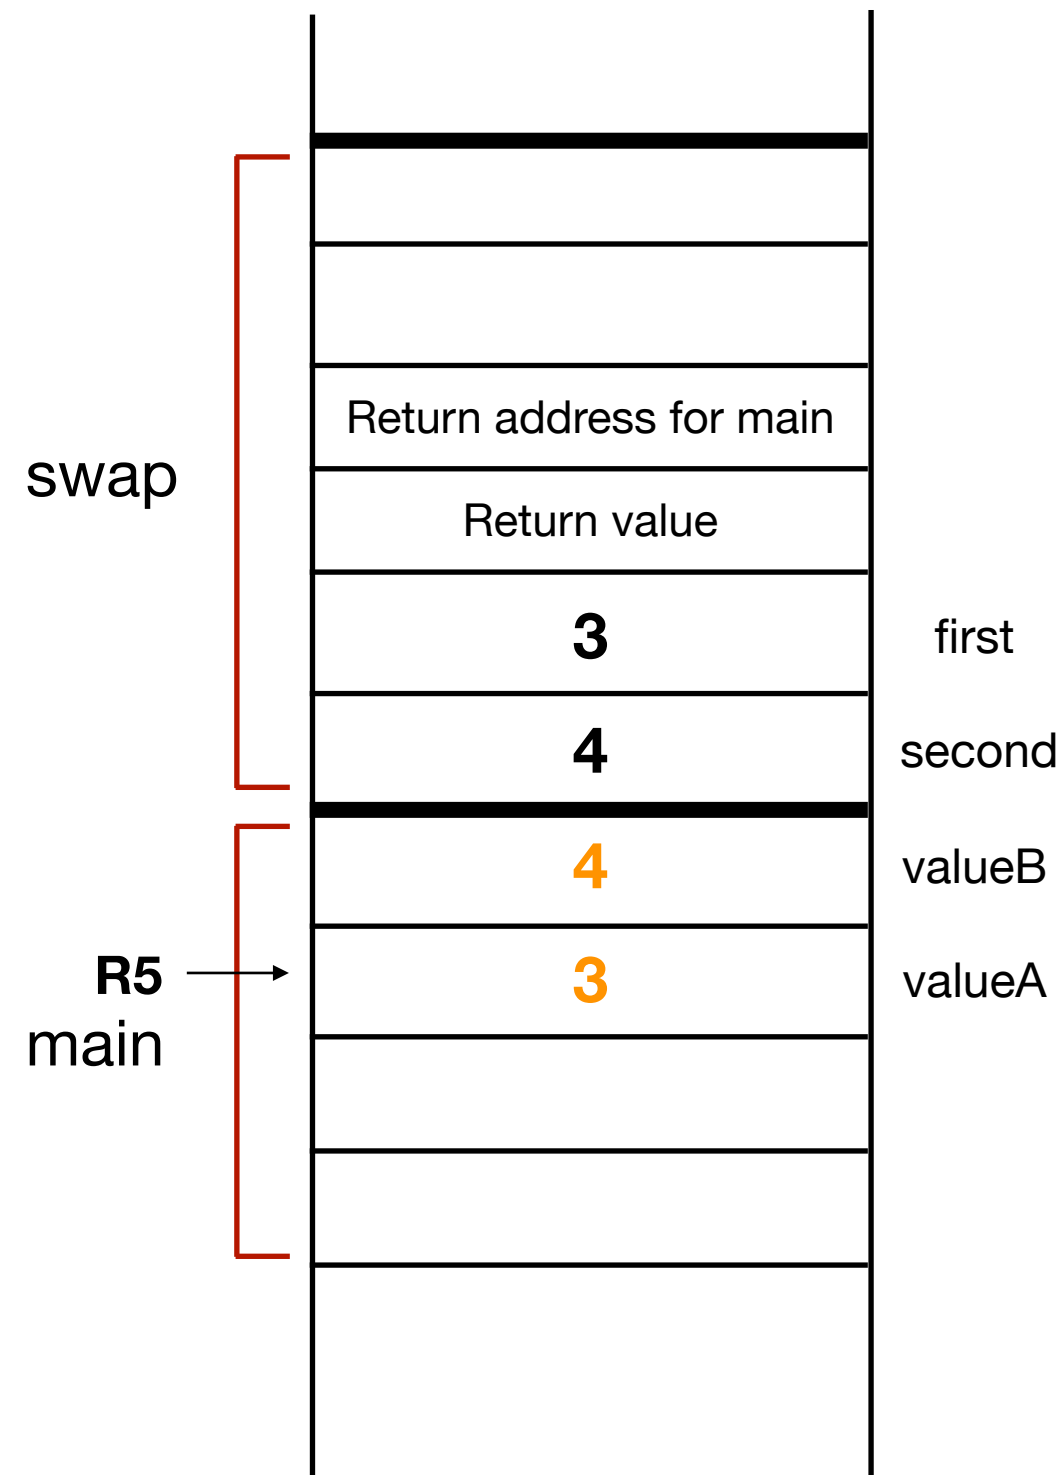 Return address for main
swap
Return value
3 first
4 second
4 valueB
R5 3 valueA
main